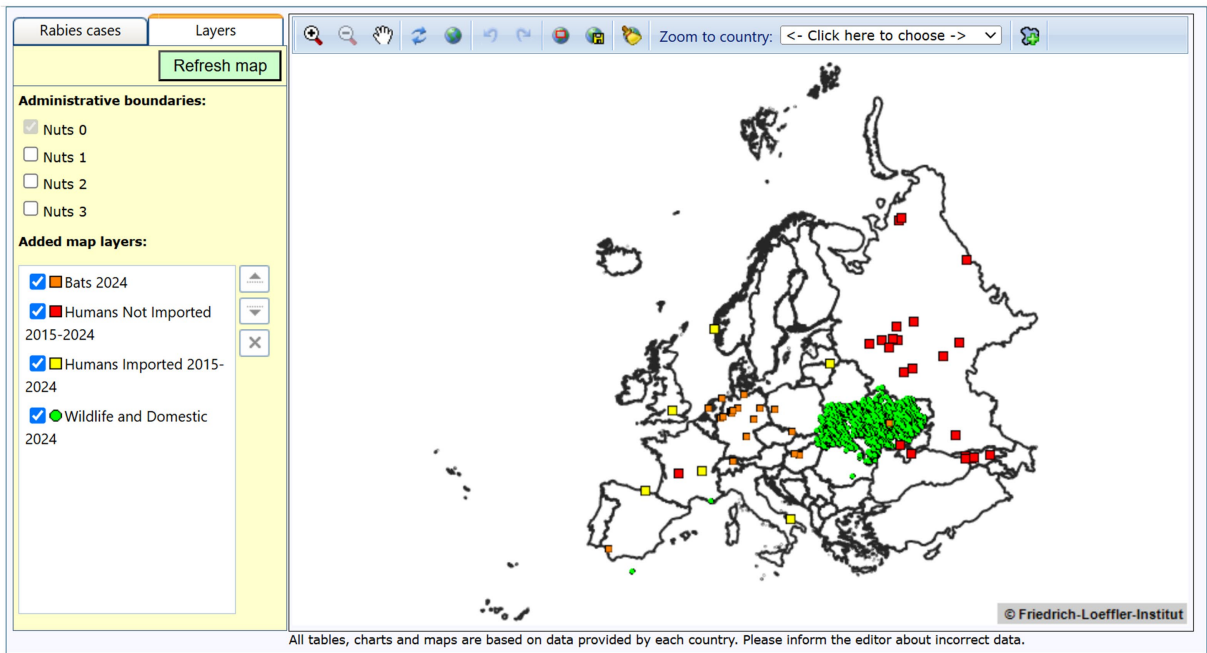 Rabies cases
Layers
Refresh map
Administrative boundaries:
Nuts 0
Nuts 1
Nuts 2
Nuts 3
Added map layers:
Bats 2024
Humans Not Imported
2015-2024
Humans Imported 2015-
2024
Wildlife and Domestic
2024
Zoom to country: <- Click here to choose ->
© Friedrich-Loeffler-Institut
All tables, charts and maps are based on data provided by each country. Please inform the editor about incorrect data.